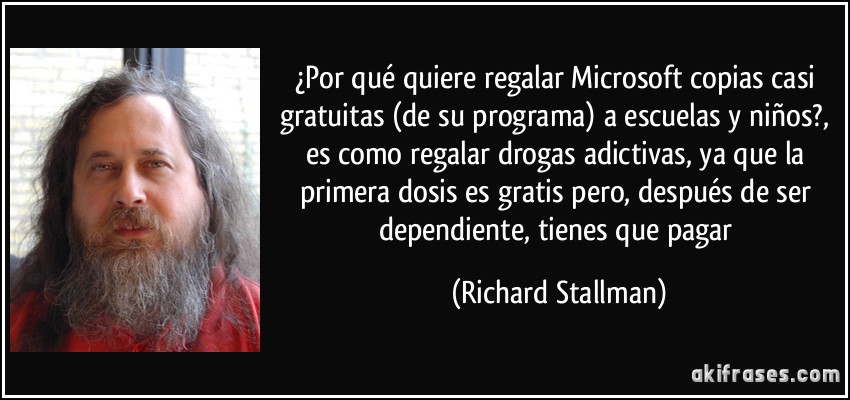 ¿Por qué quiere regalar Microsoft copias casi
gratuitas (de su programa) a escuelas y niños?,
es como regalar drogas adictivas, ya que la
primera dosis es gratis pero, después de ser
dependiente, tienes que pagar
(Richard Stallman)
akifrases.com